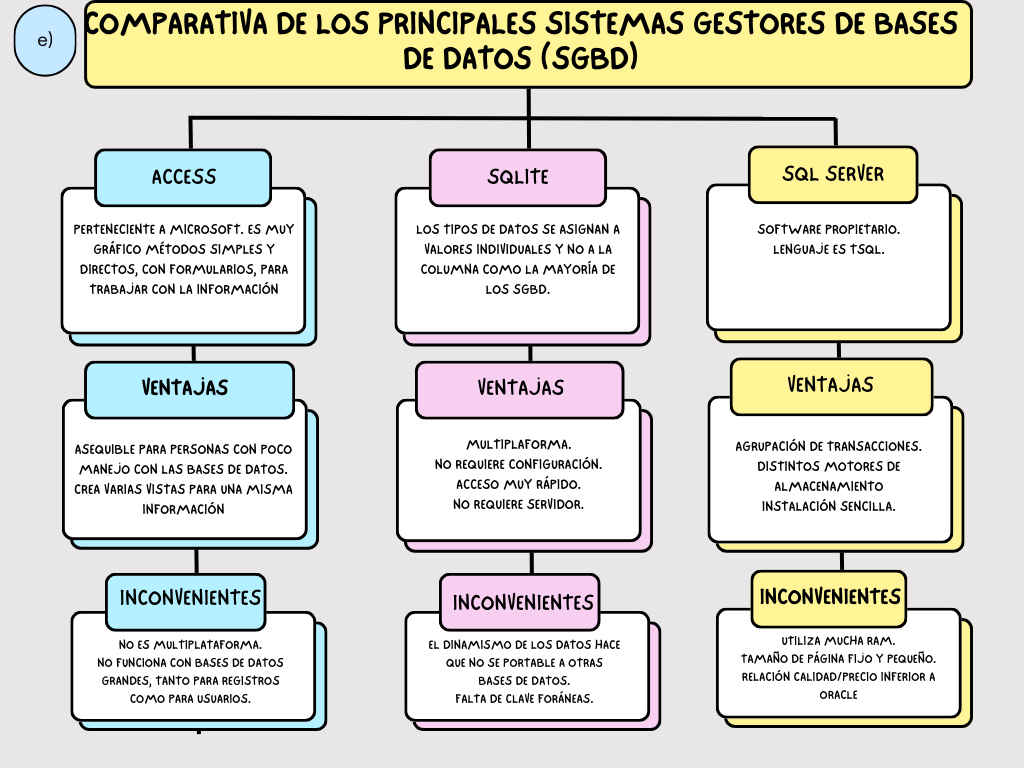 e)
COMPARATIVA DE LOS PRINCIPALES SISTEMAS GESTORES DE BASES
DE DATOS (SGBD)
ACCESS
PERTENECIENTE A MICROSOFT. ES MUY
GRÁFICO MÉTODOS SIMPLES Y
DIRECTOS, CON FORMULARIOS, PARA
TRABAJAR CON LA INFORMACIÓN
VENTAJAS
ASEQUIBLE PARA PERSONAS CON POCO
MANEJO CON LAS BASES DE DATOS.
CREA VARIAS VISTAS PARA UNA MISMA
INFORMACIÓN
INCONVENIENTES
NO ES MULTIPLATAFORMA.
NO FUNCIONA CON BASES DE DATOS
GRANDES, TANTO PARA REGISTROS
COMO PARA USUARIOS.
SQLITE
LOS TIPOS DE DATOS SE ASIGNAN A
VALORES INDIVIDUALES Y NO A LA
COLUMNA COMO LA MAYORÍA DE
LOS SGBD.
VENTAJAS
MULTIPLAFORMA.
NO REQUIERE CONFIGURACIÓN.
ACCESO MUY RÁPIDO.
NO REQUIERE SERVIDOR.
INCONVENIENTES
EL DINAMISMO DE LOS DATOS HACE
QUE NO SE PORTABLE A OTRAS
BASES DE DATOS.
FALTA DE CLAVE FORÁNEAS.
SQL SERVER
SOFTWARE PROPIETARIO.
LENGUAJE ES TSQL.
VENTAJAS
AGRUPACIÓN DE TRANSACCIONES.
DISTINTOS MOTORES DE
ALMACENAMIENTO
INSTALACIÓN SENCILLA.
INCONVENIENTES
UTILIZA MUCHA RAM.
TAMAÑO DE PÁGINA FIJO Y PEQUEÑO.
RELACIÓN CALIDAD/PRECIO INFERIOR A
ORACLE